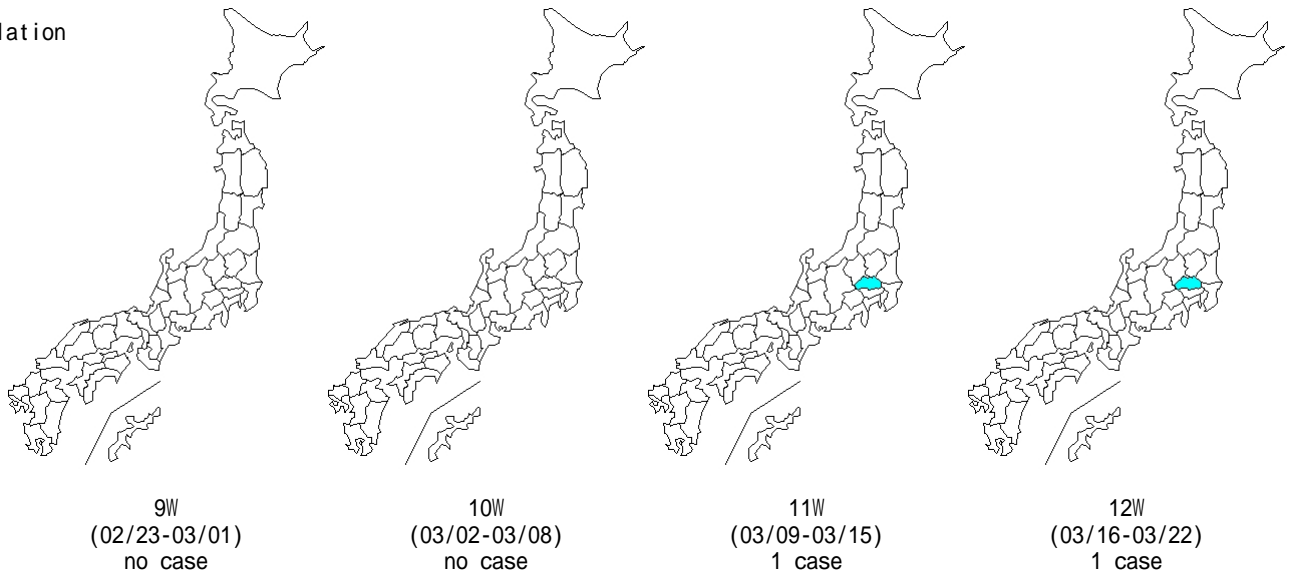 lation
9W
(02/23-03/01)
no case
10W
(03/02-03/08)
no case
11W
(03/09-03/15)
1 case
12W
(03/16-03/22)
1 case